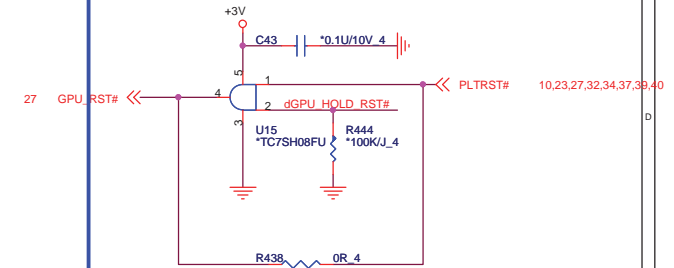 +3V
C43 *0.1U/10V_4
5
1
PLTRST# 10,23,27,32,34,37,39,40
27 GPU_RST# 4
2 dGPU_HOLD_RST#
D
3
U15 R444
*TC7SH08FU *100K/J_4
R438 0R_4